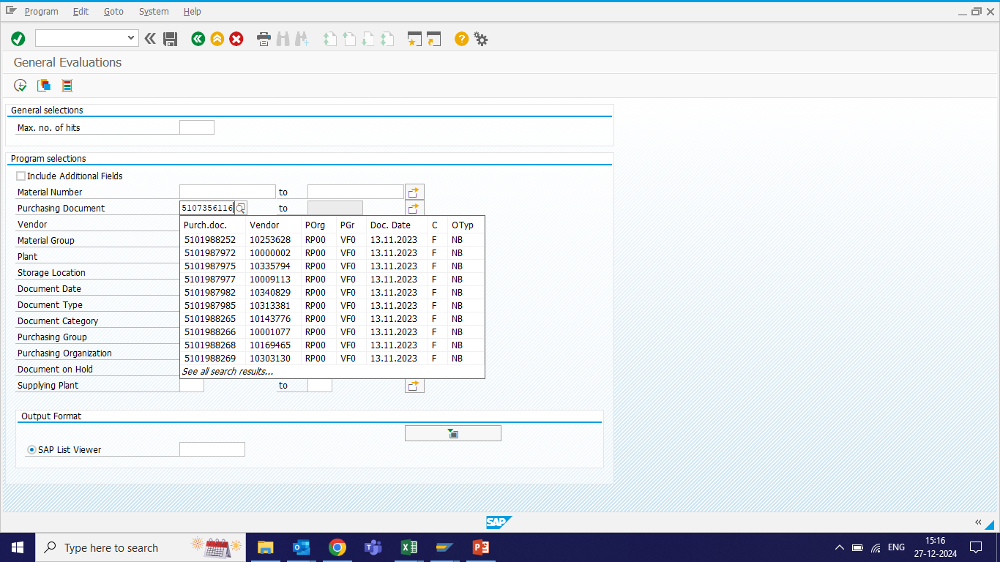 Program Edit Goto System Help
General Evaluations
General selections
Max. no. of hits
Program selections
Include Additional Fields
Material Number to
Purchasing Document 5107356116 to
Vendor
Material Group
Plant
Storage Location
Document Date
Document Type
Document Category
Purchasing Group
Purchasing Organization
Document on Hold
Supplying Plant to
Purch.doc. Vendor POrg PGr Doc. Date C OTyp
5101988252 10253628 RP00 VF0 13.11.2023 F NB
5101987972 10000002 RP00 VF0 13.11.2023 F NB
5101987975 10335794 RP00 VF0 13.11.2023 F NB
5101987977 10009113 RP00 VF0 13.11.2023 F NB
5101987982 10340829 RP00 VF0 13.11.2023 F NB
5101987985 10313381 RP00 VF0 13.11.2023 F NB
5101988265 10143776 RP00 VF0 13.11.2023 F NB
5101988266 10001077 RP00 VF0 13.11.2023 F NB
5101988268 10169465 RP00 VF0 13.11.2023 F NB
5101988269 10303130 RP00 VF0 13.11.2023 F NB
See all search results...
Output Format
SAP List Viewer
SAP
Type here to search
ENG
15:16
27-12-2024